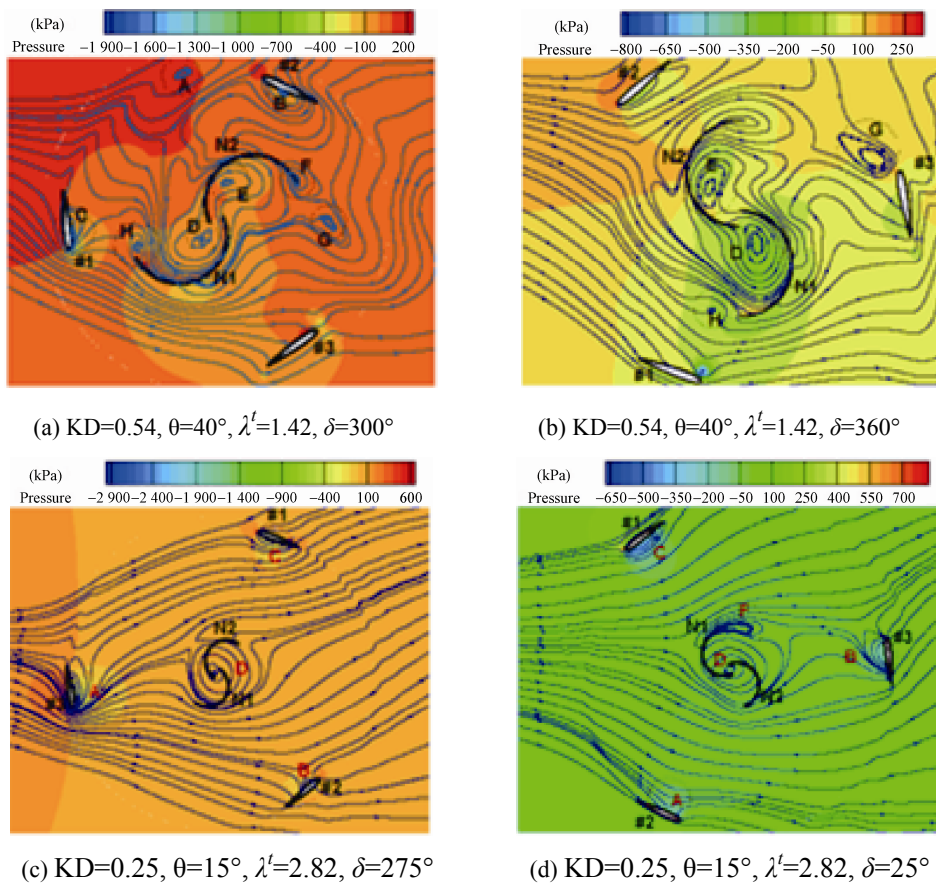 (kPa) (kPa)
Pressure −1 900 −1 600 −1 300 −1 000 −700 −400 −100 200 Pressure −800 −650 −500 −350 −200 −50 100 250
A #2 B N2 F E C D H G #1 N1 #3
#2 G N2 E #3 D N1 H #1
(a) KD=0.54, θ=40°, λᵗ=1.42, δ=300° (b) KD=0.54, θ=40°, λᵗ=1.42, δ=360°
(kPa) (kPa)
Pressure −2 900 −2 400 −1 900 −1 400 −900 −400 100 600 Pressure −650 −500 −350 −200 −50 100 250 400 550 700
#1 C N2 D A #3 N1 B #2
#1 C F N1 #3 D B N2 A #2
(c) KD=0.25, θ=15°, λᵗ=2.82, δ=275° (d) KD=0.25, θ=15°, λᵗ=2.82, δ=25°